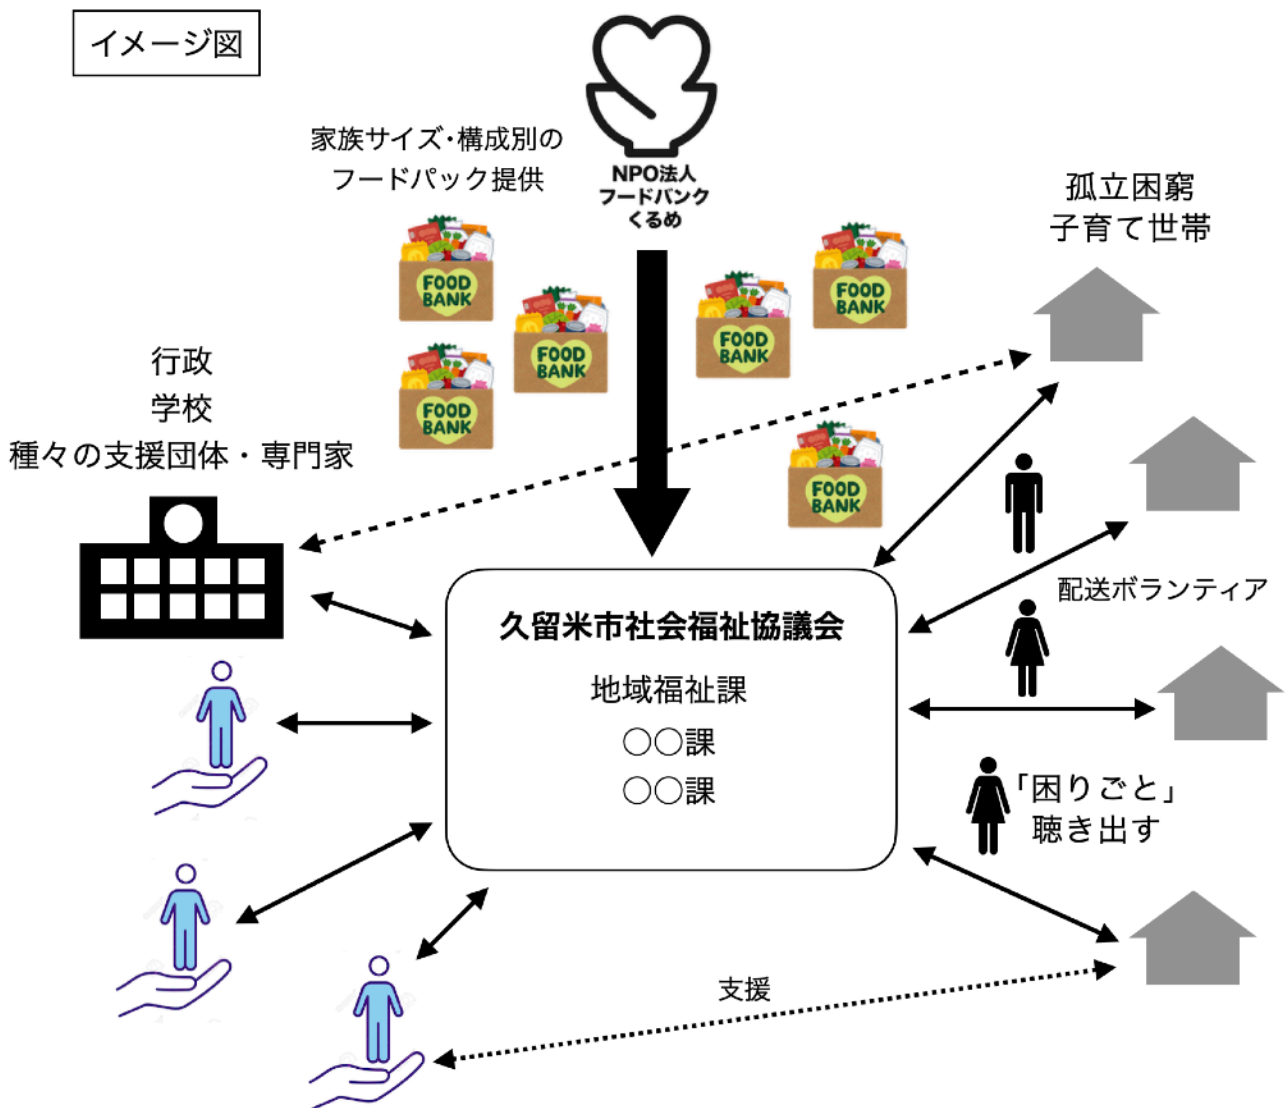 イメージ図
家族サイズ・構成別の
フードパック提供
NPO法人
フードバンク
くるめ
孤立困窮
子育て世帯
FOOD
BANK
FOOD
BANK
FOOD
BANK
FOOD
BANK
FOOD
BANK
FOOD
BANK
行政
学校
種々の支援団体・専門家
配送ボランティア
久留米市社会福祉協議会
地域福祉課
○○課
○○課
「困りごと」
聴き出す
支援